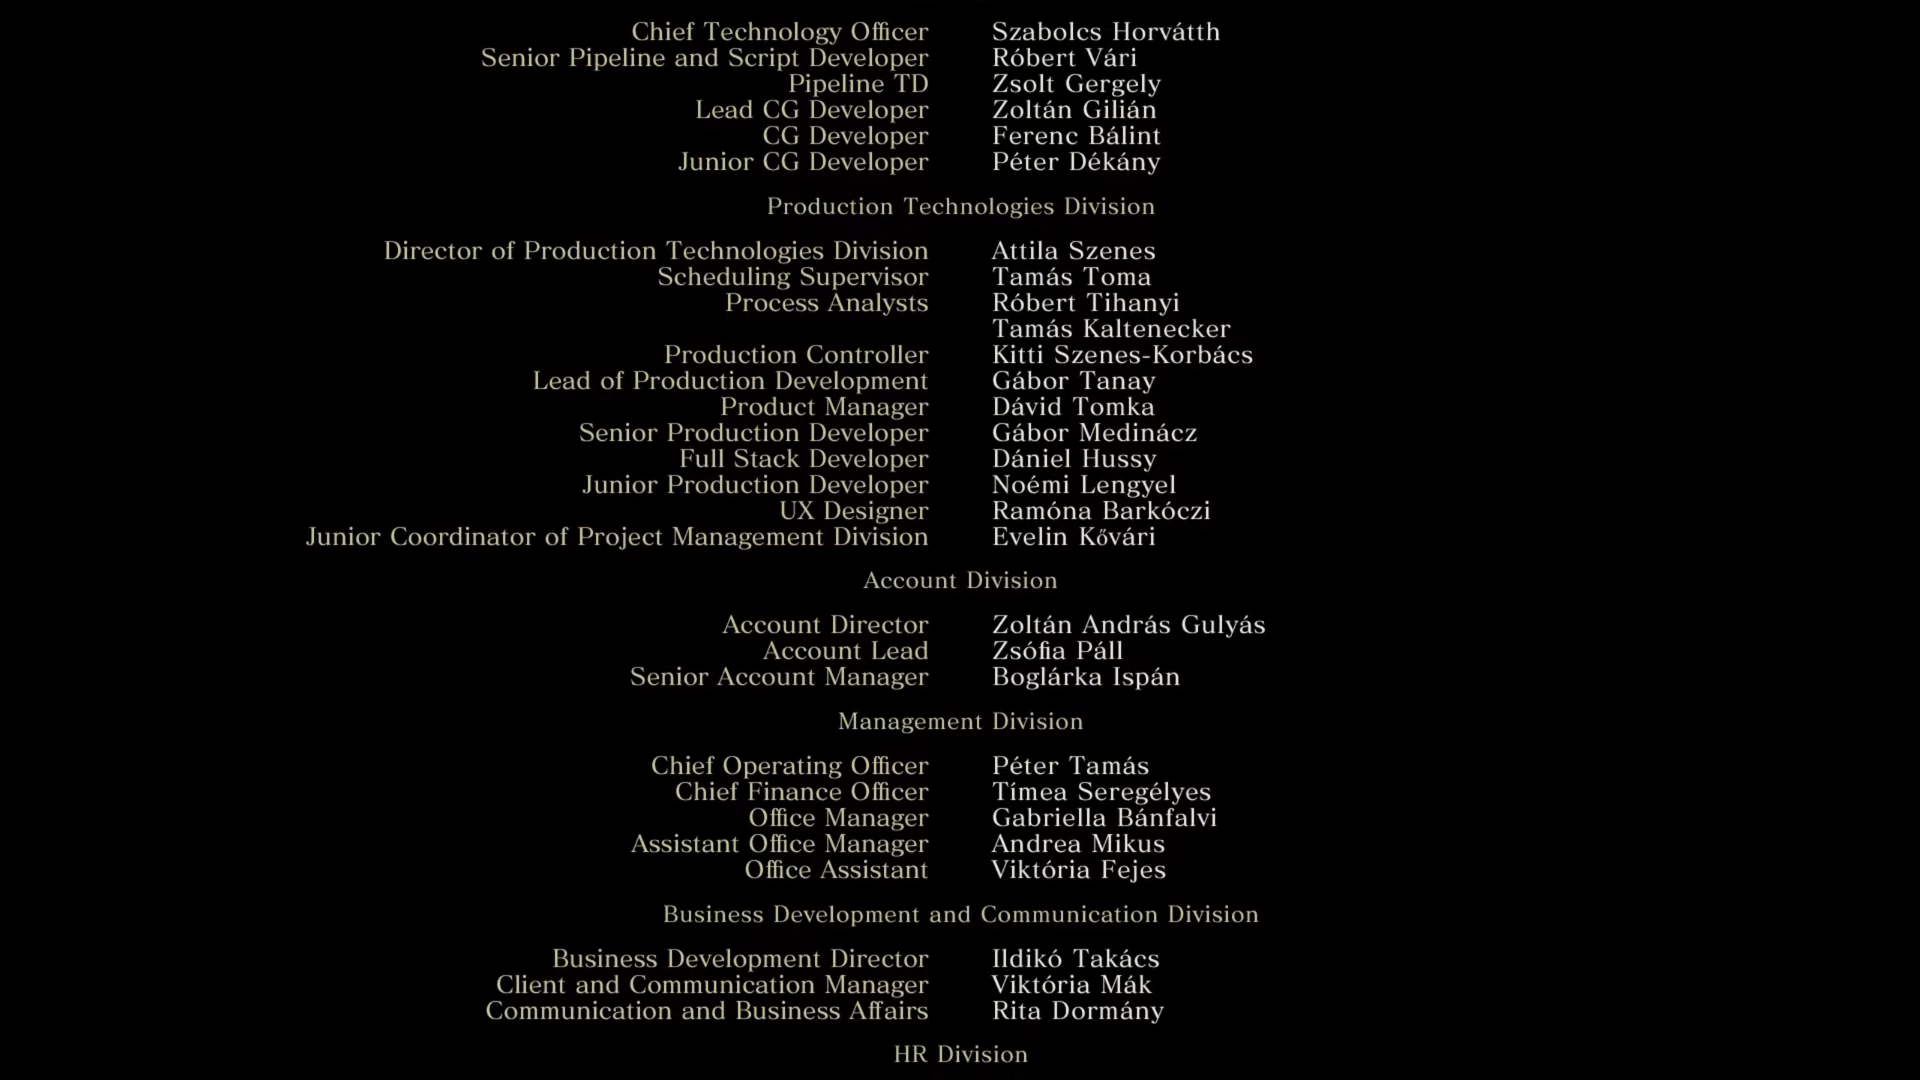 Chief Technology Officer Szabolcs Horvátth
Senior Pipeline and Script Developer Róbert Vári
Pipeline TD Zsolt Gergely
Lead CG Developer Zoltán Gilián
CG Developer Ferenc Bálint
Junior CG Developer Péter Dékány
Production Technologies Division
Director of Production Technologies Division Attila Szenes
Scheduling Supervisor Tamás Toma
Process Analysts Róbert Tihanyi
Tamás Kaltenecker
Production Controller Kitti Szenes-Korbács
Lead of Production Development Gábor Tanay
Product Manager Dávid Tomka
Senior Production Developer Gábor Medinácz
Full Stack Developer Dániel Hussy
Junior Production Developer Noémi Lengyel
UX Designer Ramóna Barkóczi
Junior Coordinator of Project Management Division Evelin Kővári
Account Division
Account Director Zoltán András Gulyás
Account Lead Zsófia Páll
Senior Account Manager Boglárka Ispán
Management Division
Chief Operating Officer Péter Tamás
Chief Finance Officer Tímea Seregélyes
Office Manager Gabriella Bánfalvi
Assistant Office Manager Andrea Mikus
Office Assistant Viktória Fejes
Business Development and Communication Division
Business Development Director Ildikó Takács
Client and Communication Manager Viktória Mák
Communication and Business Affairs Rita Dormány
HR Division